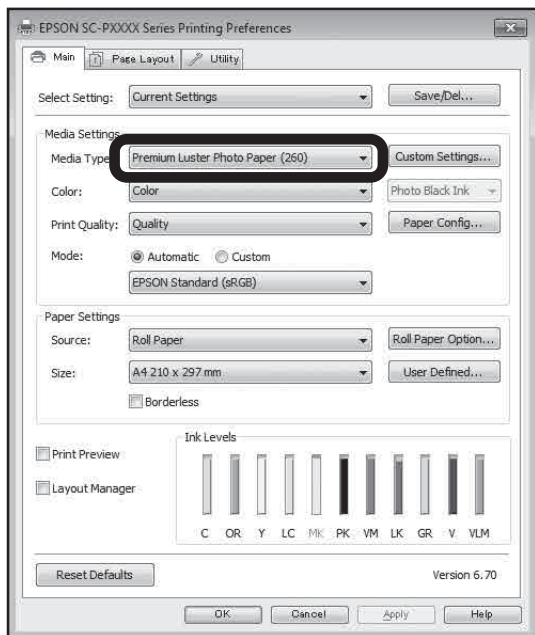 EPSON SC-PXXXX Series Printing Preferences
Main Page Layout Utility
Select Setting: Current Settings Save/Del...
Media Settings
Media Type Premium Luster Photo Paper (260) Custom Settings...
Color: Color Photo Black Ink
Print Quality: Quality Paper Config...
Mode: Automatic Custom
EPSON Standard (sRGB)
Paper Settings
Source: Roll Paper Roll Paper Option...
Size: A4 210 x 297 mm User Defined...
Borderless
Print Preview
Layout Manager
Ink Levels
C OR Y LC MK PK VM LK GR V VLM
Reset Defaults Version 6.70
OK Cancel Apply Help